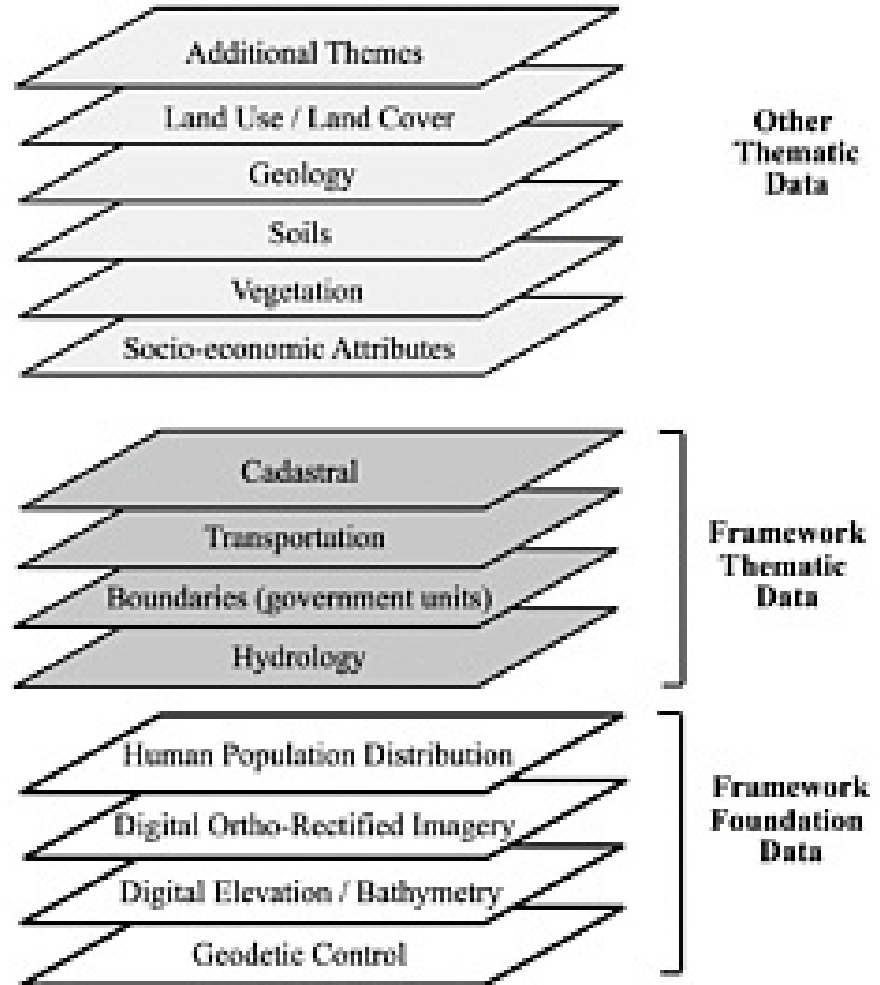 Additional Themes
Land Use / Land Cover
Geology
Soils
Vegetation
Socio-economic Attributes
Other
Thematic
Data
Cadastral
Transportation
Boundaries (government units)
Hydrology
Framework
Thematic
Data
Human Population Distribution
Digital Ortho-Rectified Imagery
Digital Elevation / Bathymetry
Geodetic Control
Framework
Foundation
Data